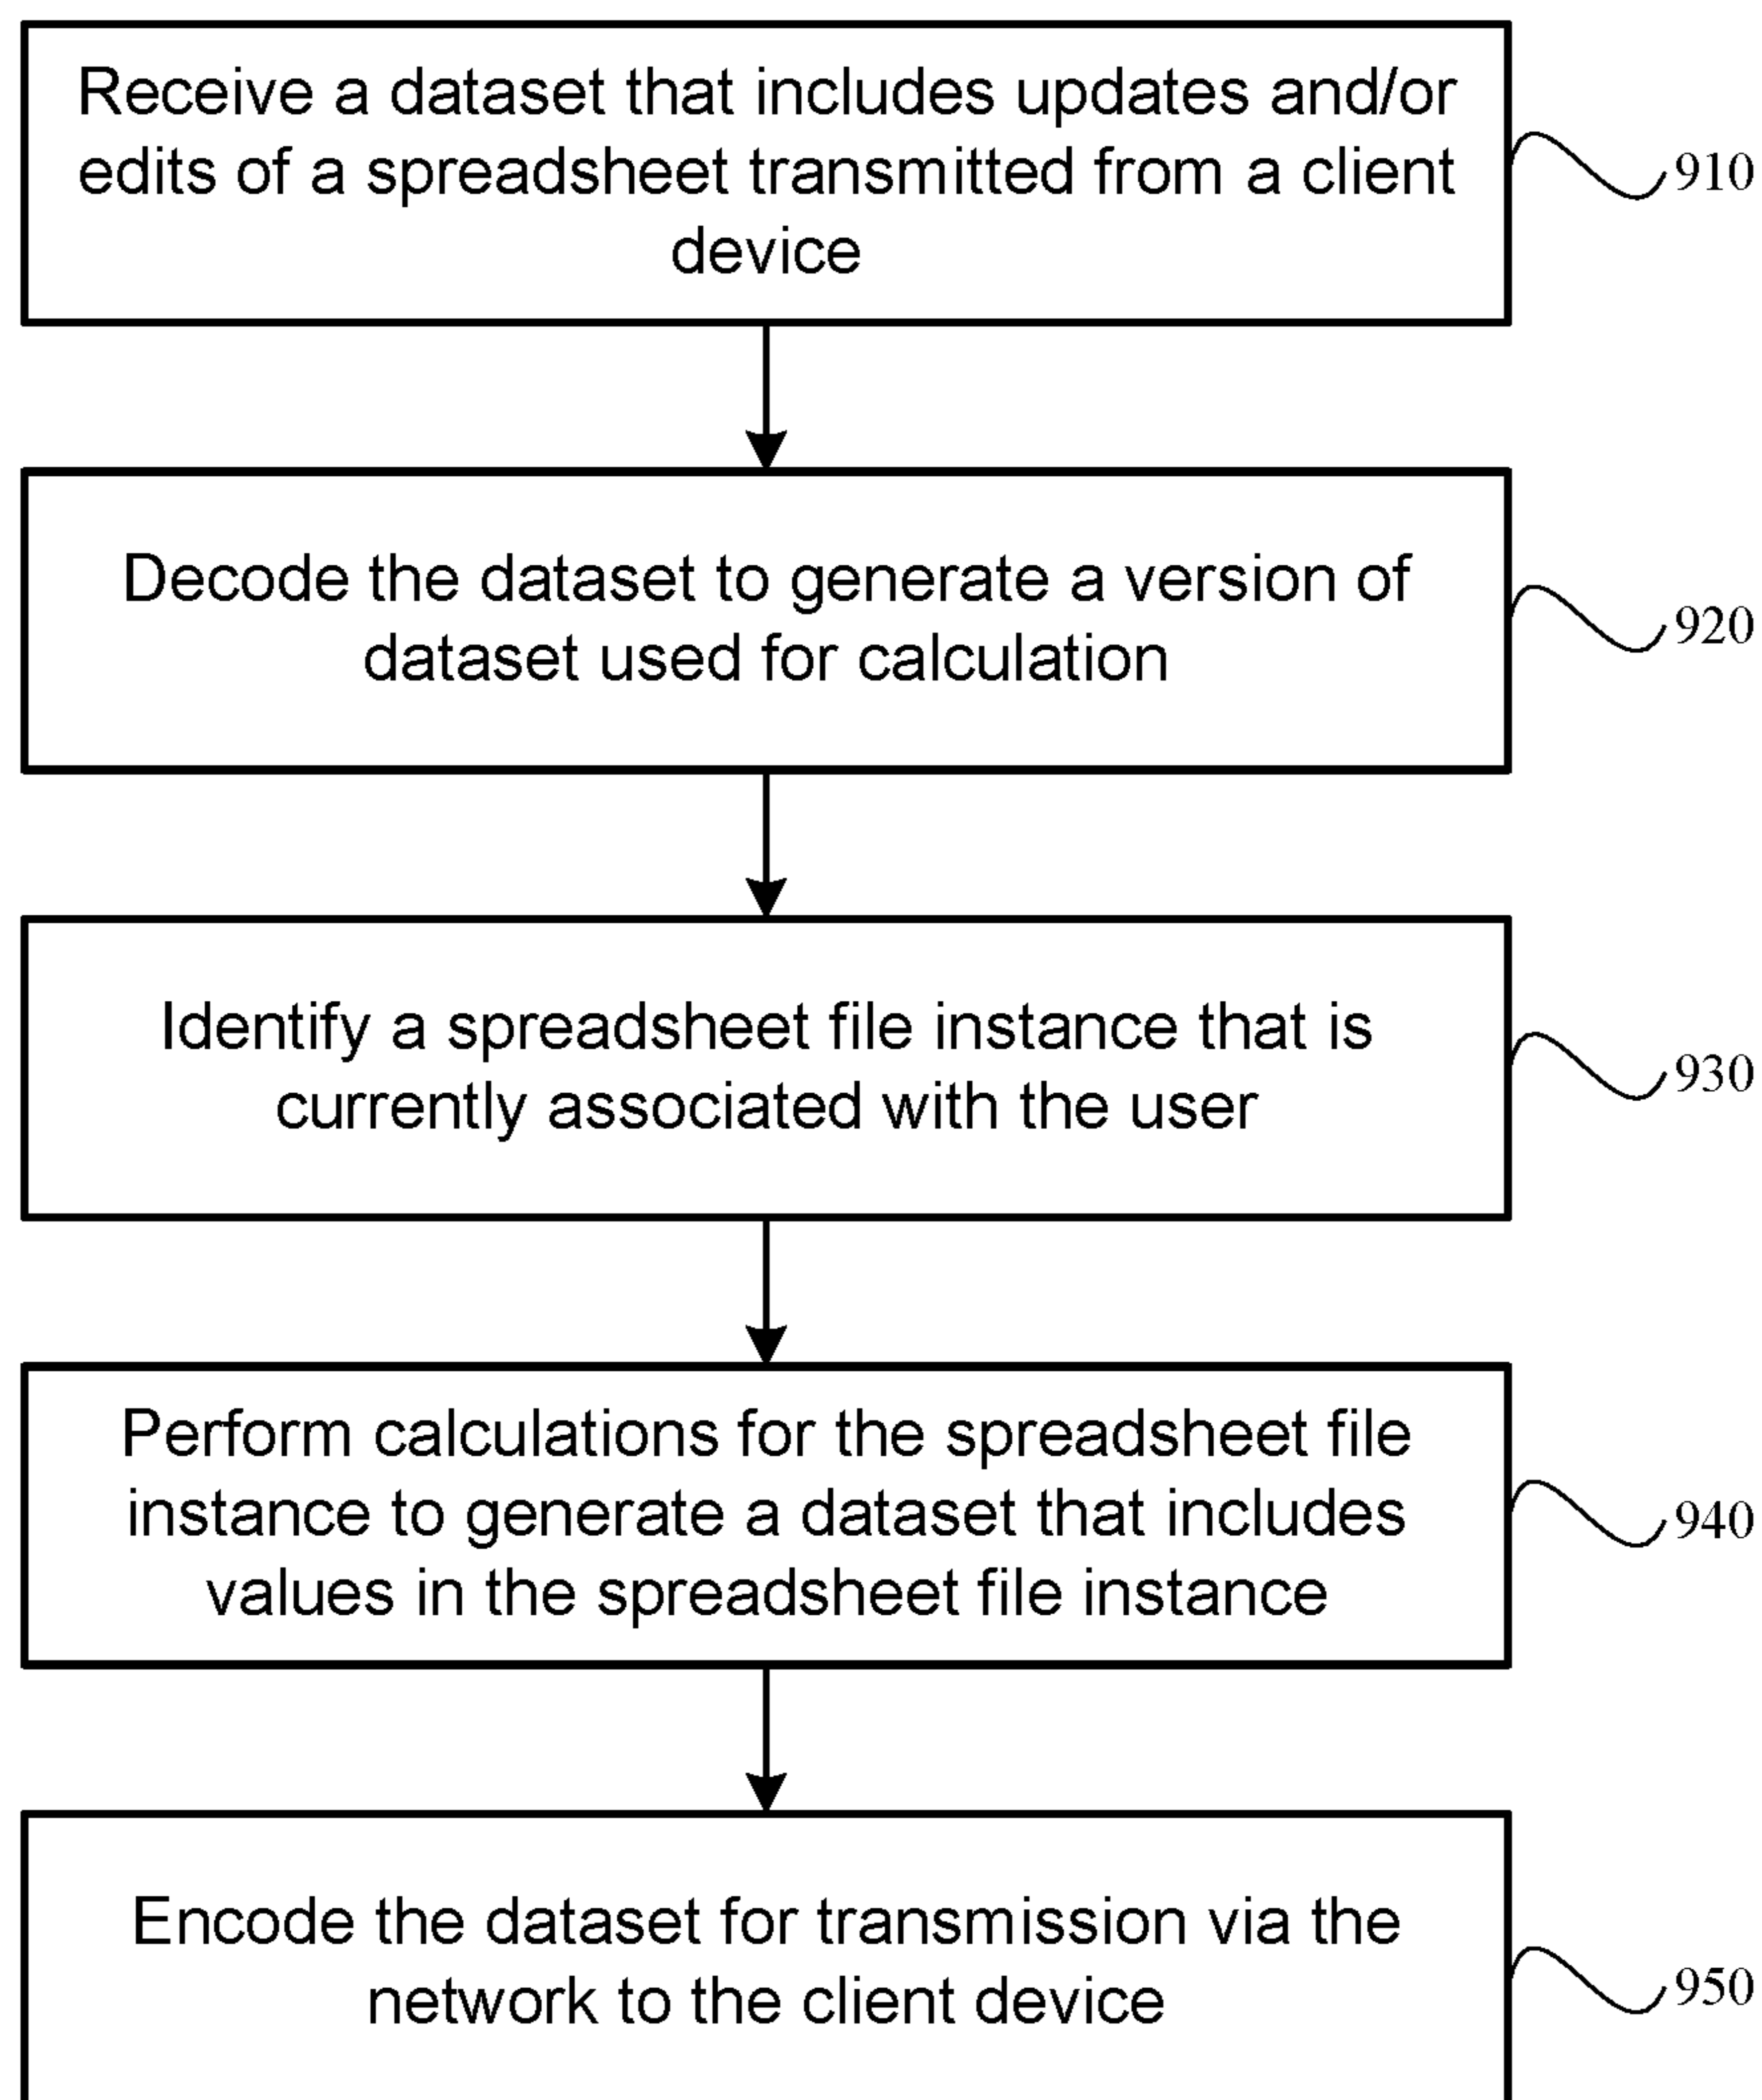 Receive a dataset that includes updates and/or
edits of a spreadsheet transmitted from a client
device
910
Decode the dataset to generate a version of
dataset used for calculation
920
Identify a spreadsheet file instance that is
currently associated with the user
930
Perform calculations for the spreadsheet file
instance to generate a dataset that includes
values in the spreadsheet file instance
940
Encode the dataset for transmission via the
network to the client device
950